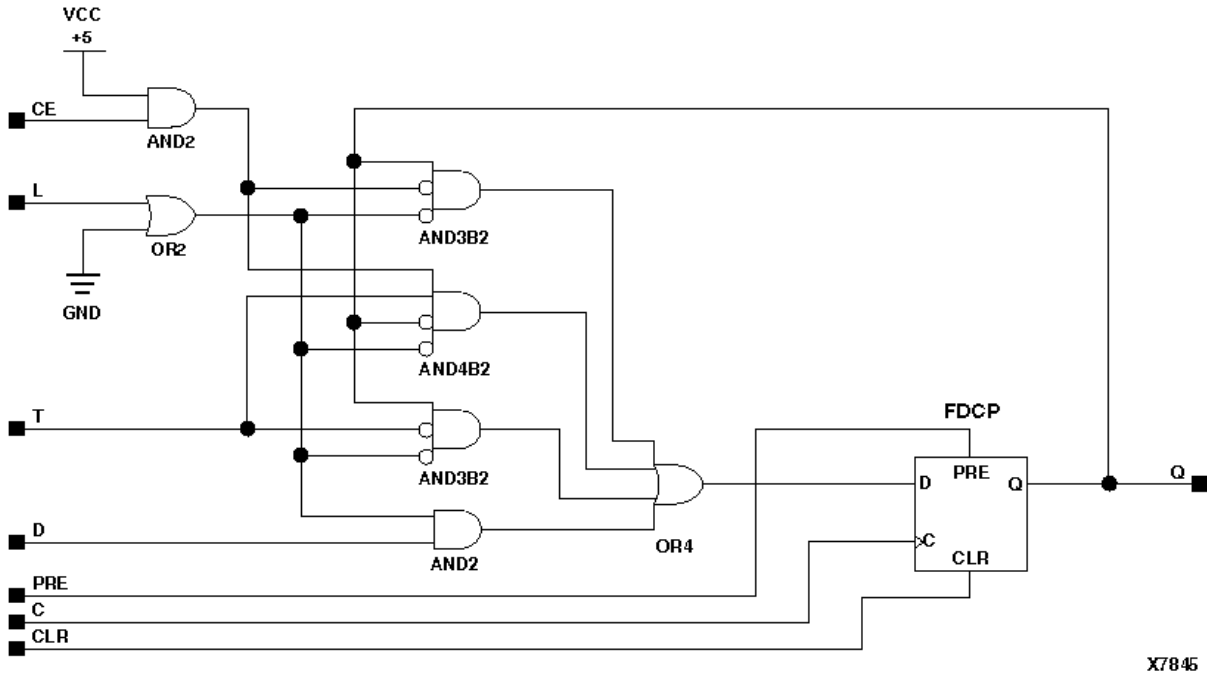 VCC
+5
CE
AND2
L
OR2
GND
AND3B2
AND4B2
T
AND3B2
FDCP
D
PRE
Q
Q
C
CLR
OR4
D
AND2
PRE
C
CLR
X7845